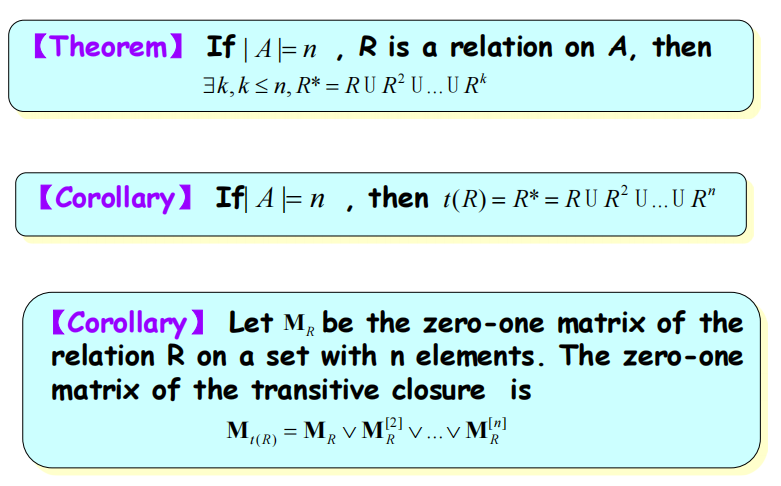 【Theorem】 If | A |= n , R is a relation on A, then
∃k, k ≤ n, R* = R U R² U … U Rᵏ
【Corollary】 If | A |= n , then t(R) = R* = R U R² U … U Rⁿ
【Corollary】 Let M_R be the zero-one matrix of the
relation R on a set with n elements. The zero-one
matrix of the transitive closure is
M_t(R) = M_R ∨ M_R^[2] ∨ … ∨ M_R^[n]